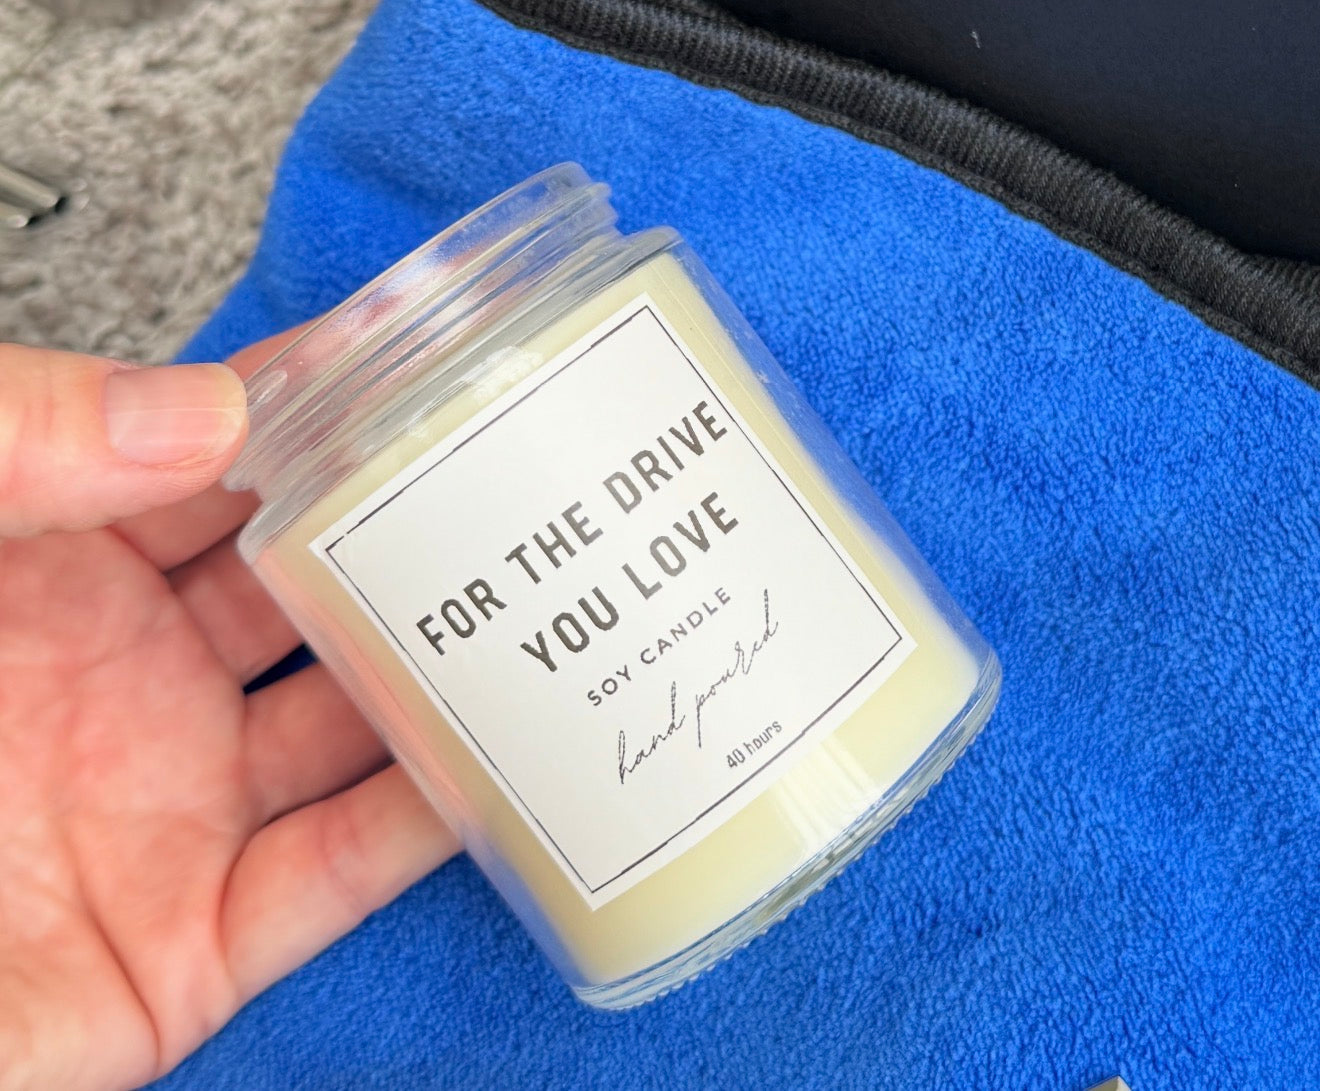 FOR THE DRIVE
YOU LOVE
SOY CANDLE
hand poured
40 hours